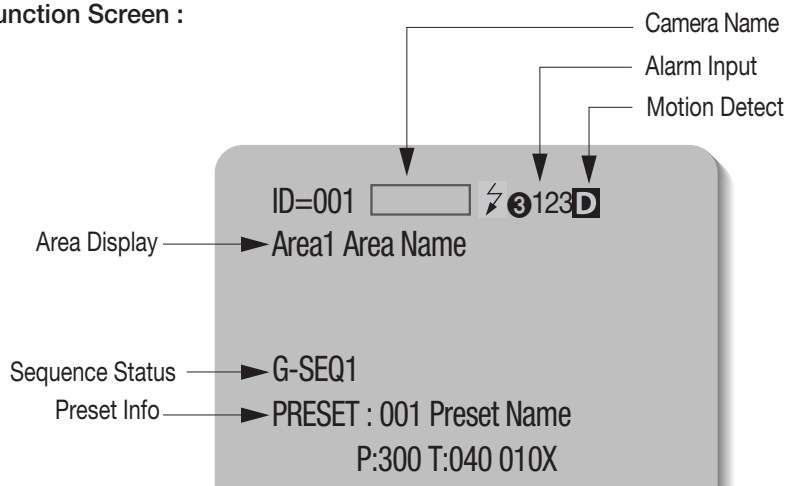 unction Screen :
Camera Name
Alarm Input
Motion Detect
ID=001 ❸123D
Area Display
Area1 Area Name
Sequence Status
G-SEQ1
Preset Info
PRESET : 001 Preset Name
P:300 T:040 010X